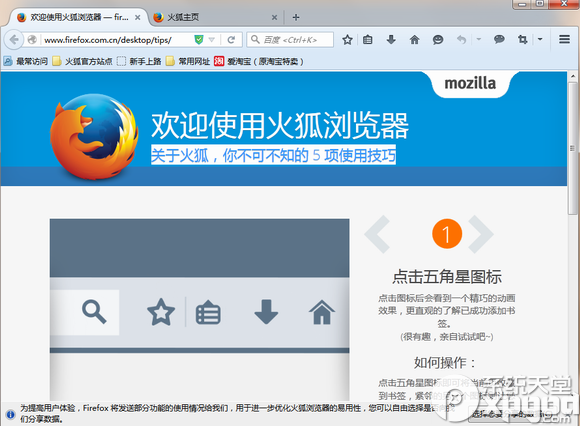 欢迎使用火狐浏览器 — fir...
火狐主页
www.firefox.com.cn/desktop/tips/
百度 <Ctrl+K>
最常访问
火狐官方站点
新手上路
常用网址
爱淘宝（原淘宝特卖）
mozilla
欢迎使用火狐浏览器
关于火狐，你不可不知的 5 项使用技巧
1
点击五角星图标
点击图标后会看到一个精巧的动画
效果，更直观的了解已成功添加书
签。
(很有趣，亲自试试吧~)
如何操作：
点击五角星图标即可将当前
到书签，紧邻的
为提高用户体验，Firefox 将发送部分功能的使用情况给我们，用于进一步优化火狐浏览器的易用性，您可以自由选择是否
们分享数据。